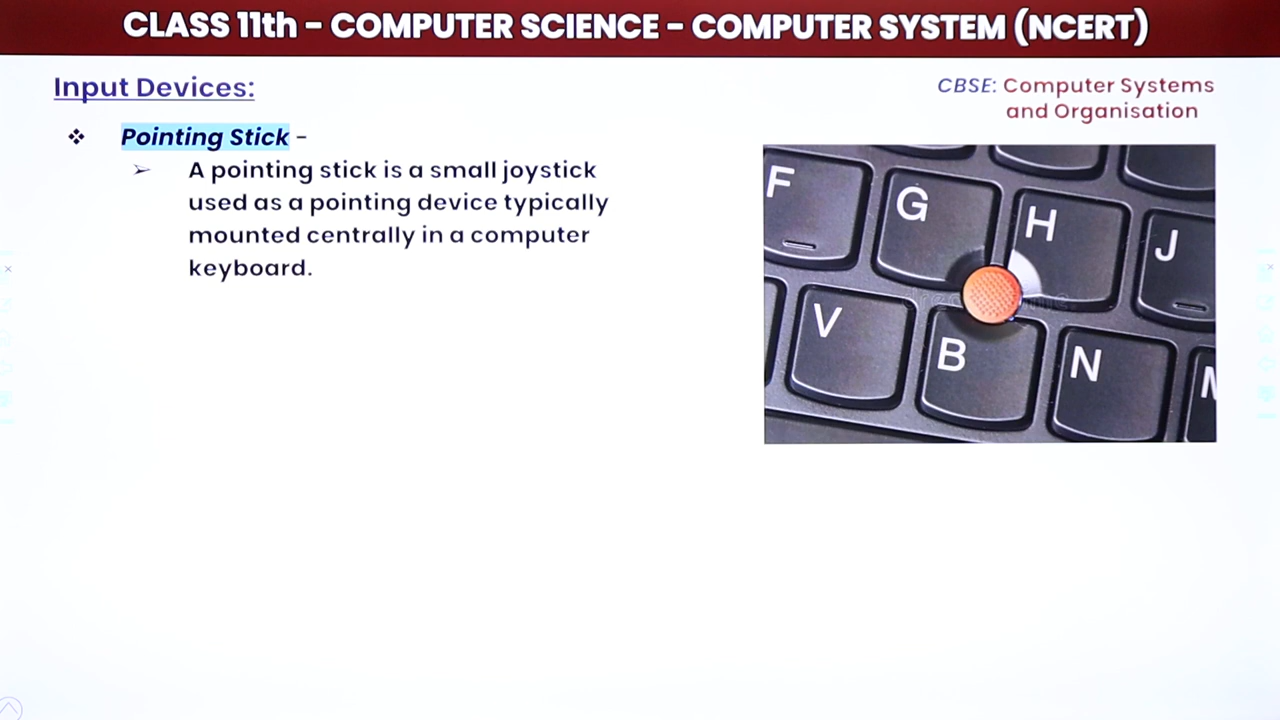 CLASS 11th - COMPUTER SCIENCE - COMPUTER SYSTEM (NCERT)
Input Devices:
CBSE: Computer Systems
and Organisation
Pointing Stick -
A pointing stick is a small joystick
used as a pointing device typically
mounted centrally in a computer
keyboard.
F
G
H
J
V
B
N